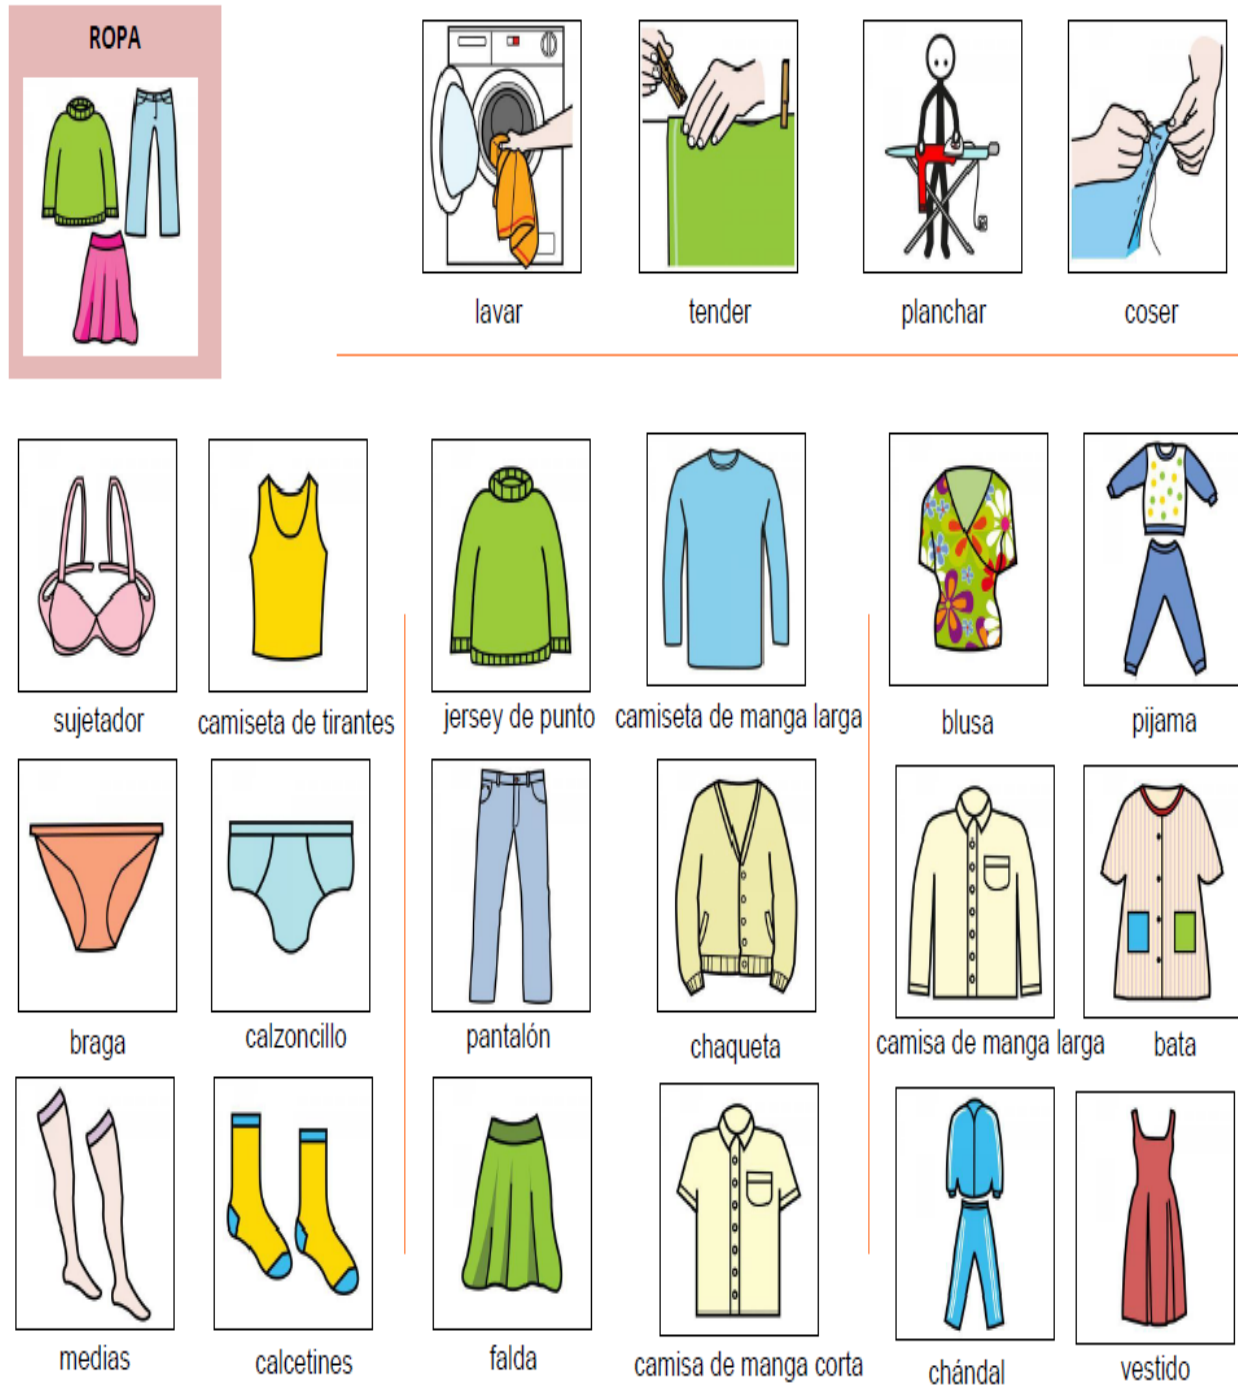 ROPA
lavar
tender
planchar
coser
sujetador
camiseta de tirantes
jersey de punto
camiseta de manga larga
blusa
pijama
braga
calzoncillo
pantalón
chaqueta
camisa de manga larga
bata
medias
calcetines
falda
camisa de manga corta
chándal
vestido